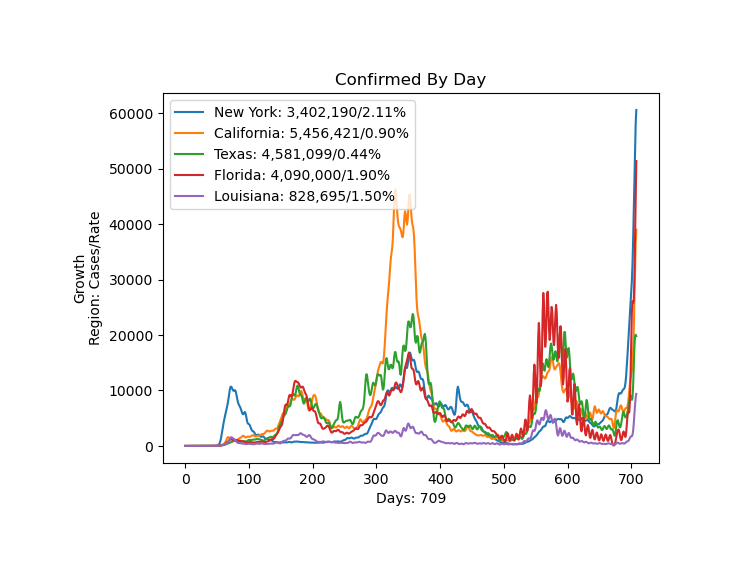 Confirmed By Day
New York: 3,402,190/2.11%
California: 5,456,421/0.90%
Texas: 4,581,099/0.44%
Florida: 4,090,000/1.90%
Louisiana: 828,695/1.50%
Growth
Region: Cases/Rate
60000
50000
40000
30000
20000
10000
0
0 100 200 300 400 500 600 700
Days: 709